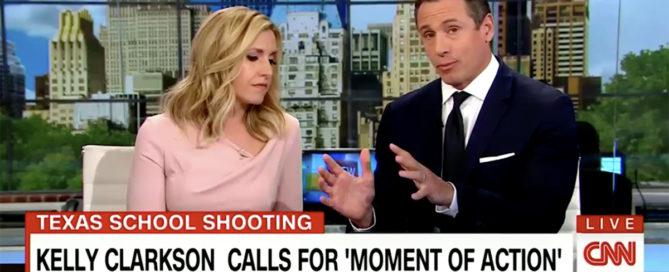 TEXAS SCHOOL SHOOTING
LIVE
KELLY CLARKSON CALLS FOR 'MOMENT OF ACTION'
CNN